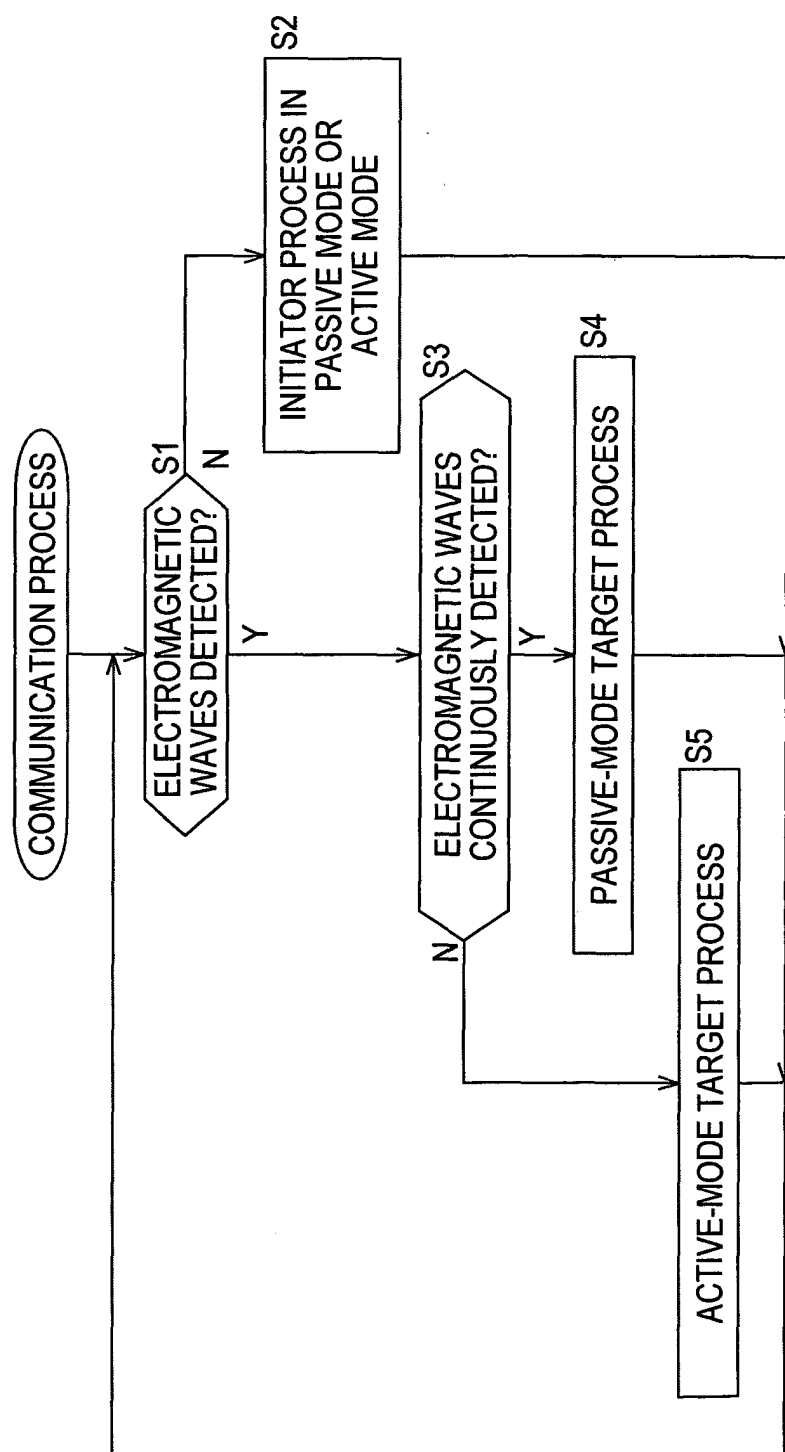 COMMUNICATION PROCESS
S1
ELECTROMAGNETIC
WAVES DETECTED?
N
Y
S2
INITIATOR PROCESS IN
PASSIVE MODE OR
ACTIVE MODE
S3
ELECTROMAGNETIC WAVES
CONTINUOUSLY DETECTED?
N
Y
S4
PASSIVE-MODE TARGET PROCESS
S5
ACTIVE-MODE TARGET PROCESS